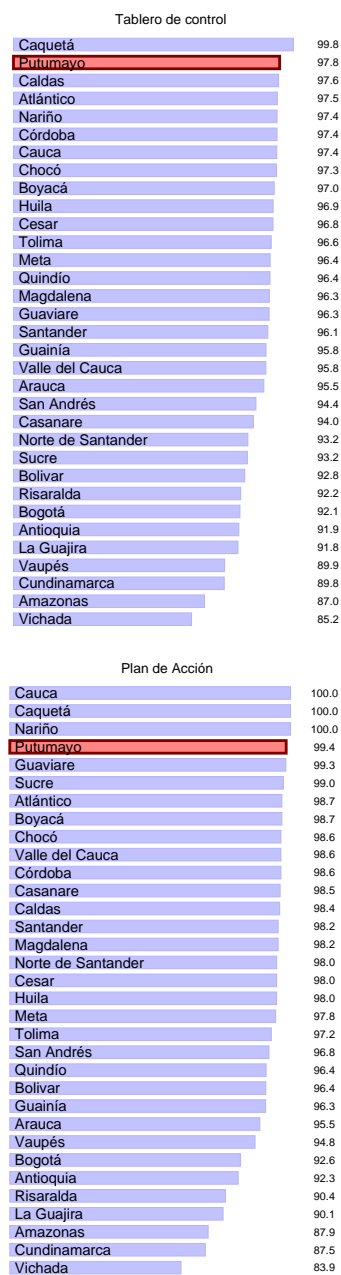 Tablero de control
Caquetá 99.8
Putumayo 97.8
Caldas 97.6
Atlántico 97.5
Nariño 97.4
Córdoba 97.4
Cauca 97.4
Chocó 97.3
Boyacá 97.0
Huila 96.9
Cesar 96.8
Tolima 96.6
Meta 96.4
Quindío 96.4
Magdalena 96.3
Guaviare 96.3
Santander 96.1
Guainía 95.8
Valle del Cauca 95.8
Arauca 95.5
San Andrés 94.4
Casanare 94.0
Norte de Santander 93.2
Sucre 93.2
Bolivar 92.8
Risaralda 92.2
Bogotá 92.1
Antioquia 91.9
La Guajira 91.8
Vaupés 89.9
Cundinamarca 89.8
Amazonas 87.0
Vichada 85.2
Plan de Acción
Cauca 100.0
Caquetá 100.0
Nariño 100.0
Putumayo 99.4
Guaviare 99.3
Sucre 99.0
Atlántico 98.7
Boyacá 98.7
Chocó 98.6
Valle del Cauca 98.6
Córdoba 98.6
Casanare 98.5
Caldas 98.4
Santander 98.2
Magdalena 98.2
Norte de Santander 98.0
Cesar 98.0
Huila 98.0
Meta 97.8
Tolima 97.2
San Andrés 96.8
Quindío 96.4
Bolivar 96.4
Guainía 96.3
Arauca 95.5
Vaupés 94.8
Bogotá 92.6
Antioquia 92.3
Risaralda 90.4
La Guajira 90.1
Amazonas 87.9
Cundinamarca 87.5
Vichada 83.9